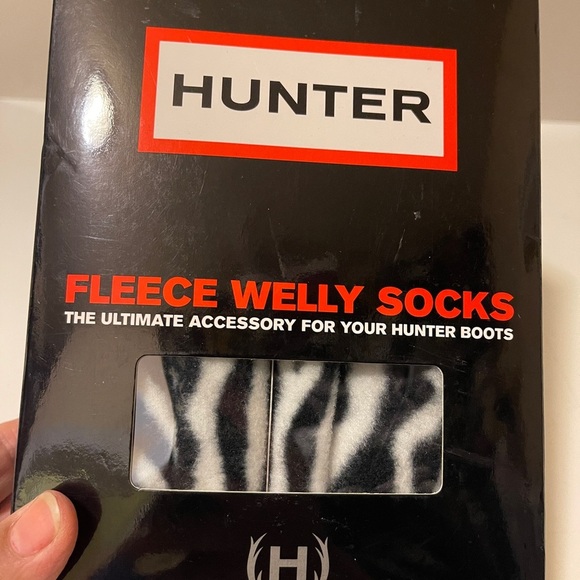 HUNTER
FLEECE WELLY SOCKS
THE ULTIMATE ACCESSORY FOR YOUR HUNTER BOOTS
H